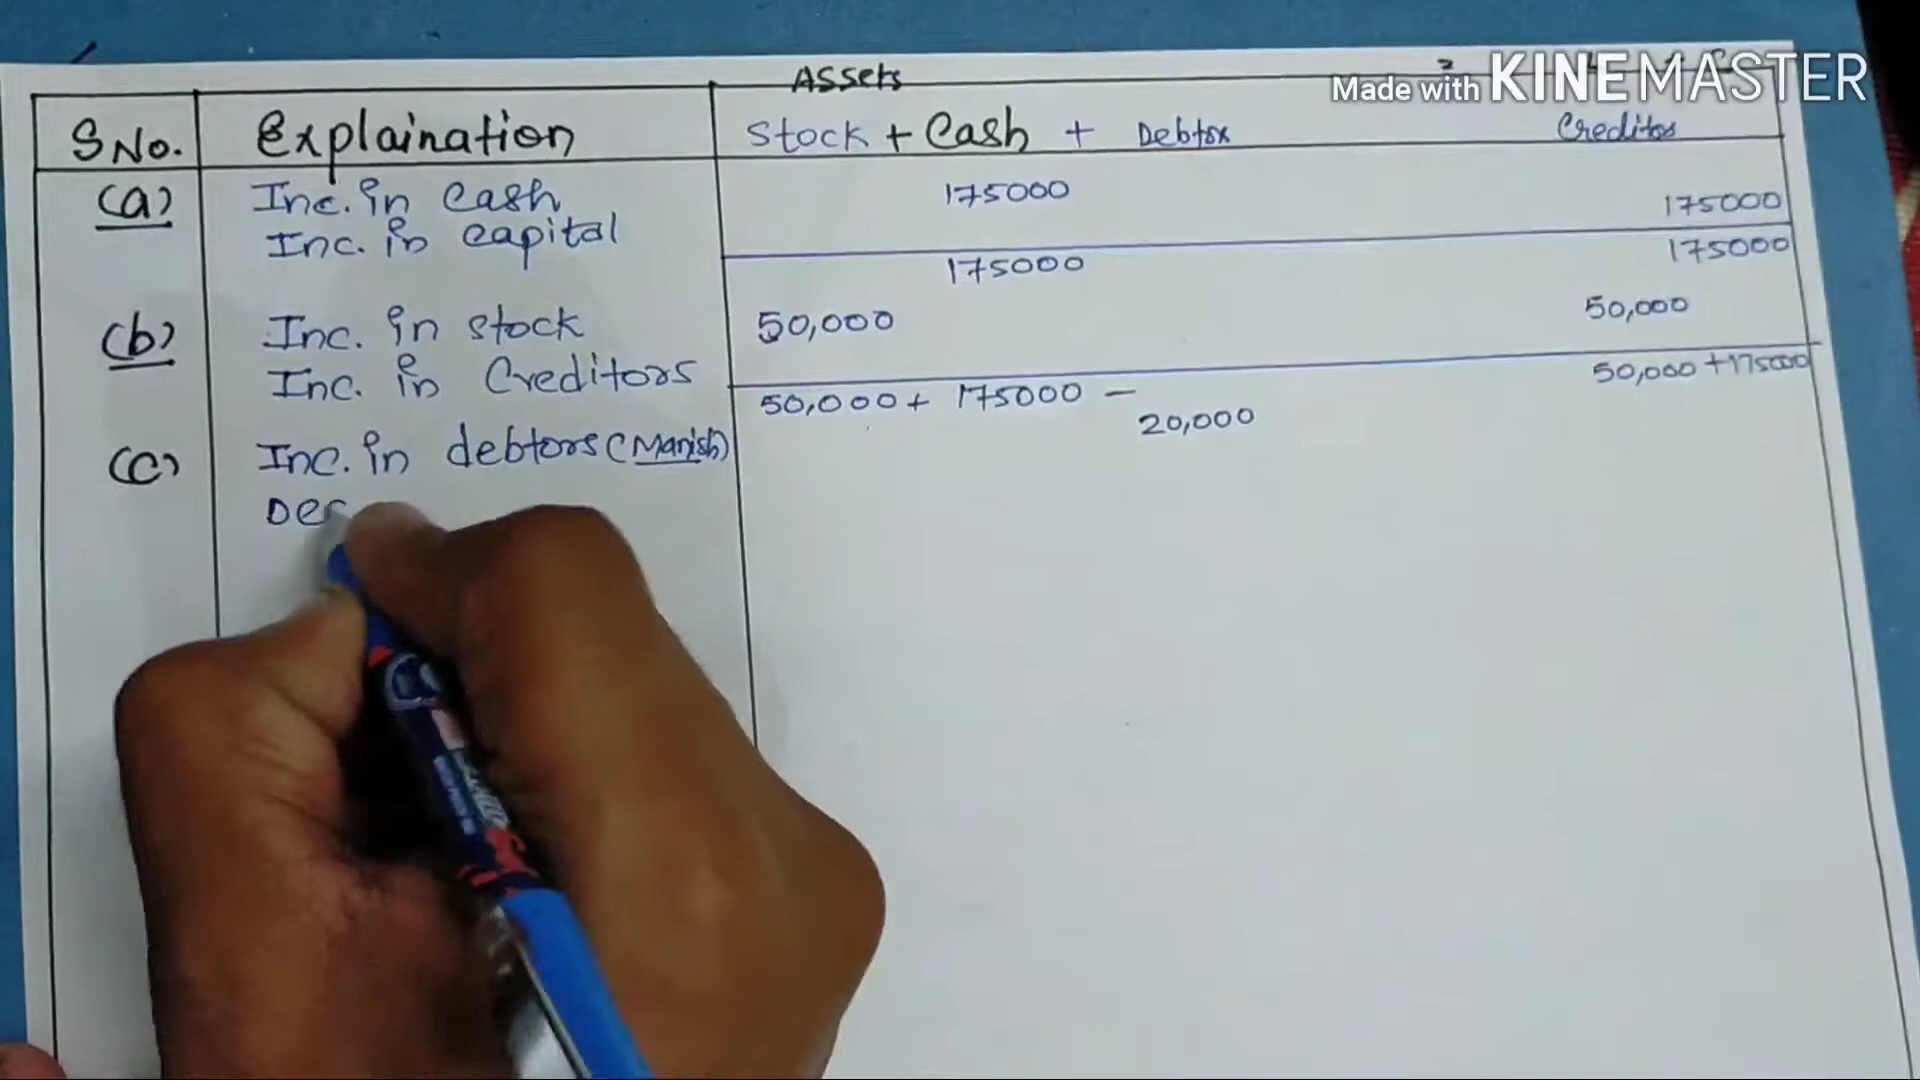 Assets
Made with KINEMASTER
S No. Explaination Stock + Cash + Debtor Creditos
(a) Inc. in cash 175000 175000
Inc. in capital
175000 175000
(b) Inc. in stock 50,000 50,000
Inc. in Creditors
50,000 + 175000 - 50,000 + 175000
20,000
(c) Inc. in debtors (Manish)
Dec